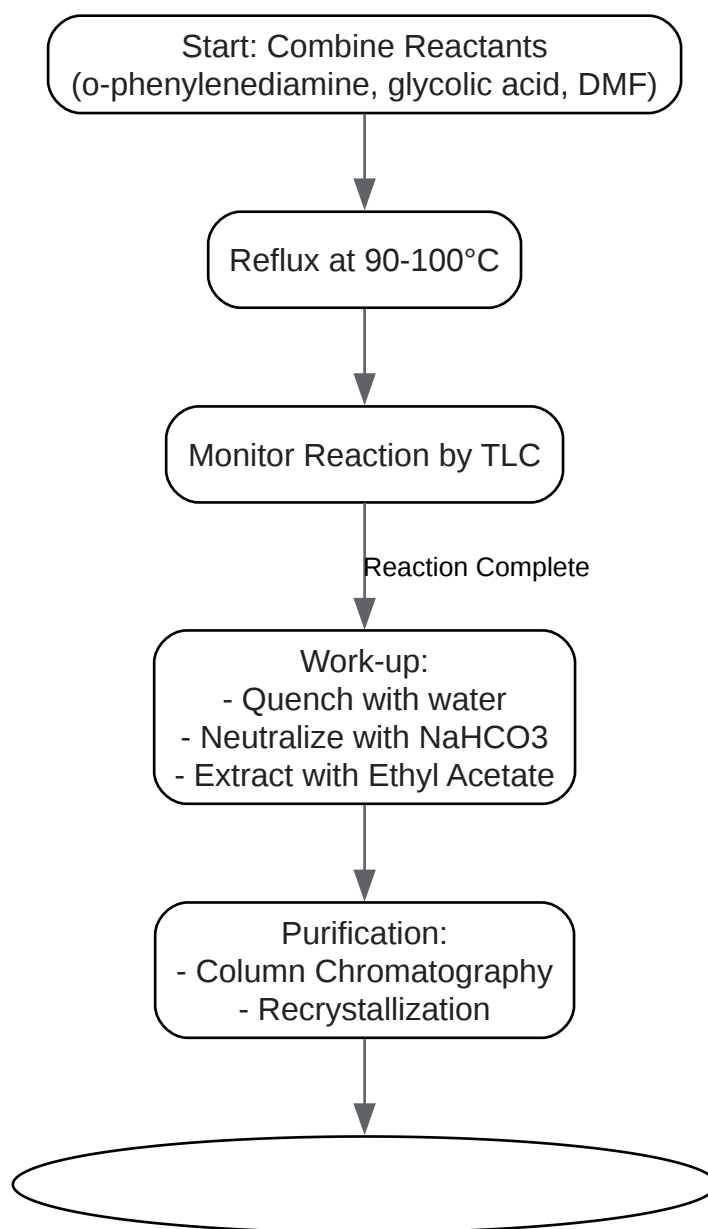 Start: Combine Reactants
(o-phenylenediamine, glycolic acid, DMF)
Reflux at 90-100°C
Monitor Reaction by TLC
Reaction Complete
Work-up:
- Quench with water
- Neutralize with NaHCO3
- Extract with Ethyl Acetate
Purification:
- Column Chromatography
- Recrystallization